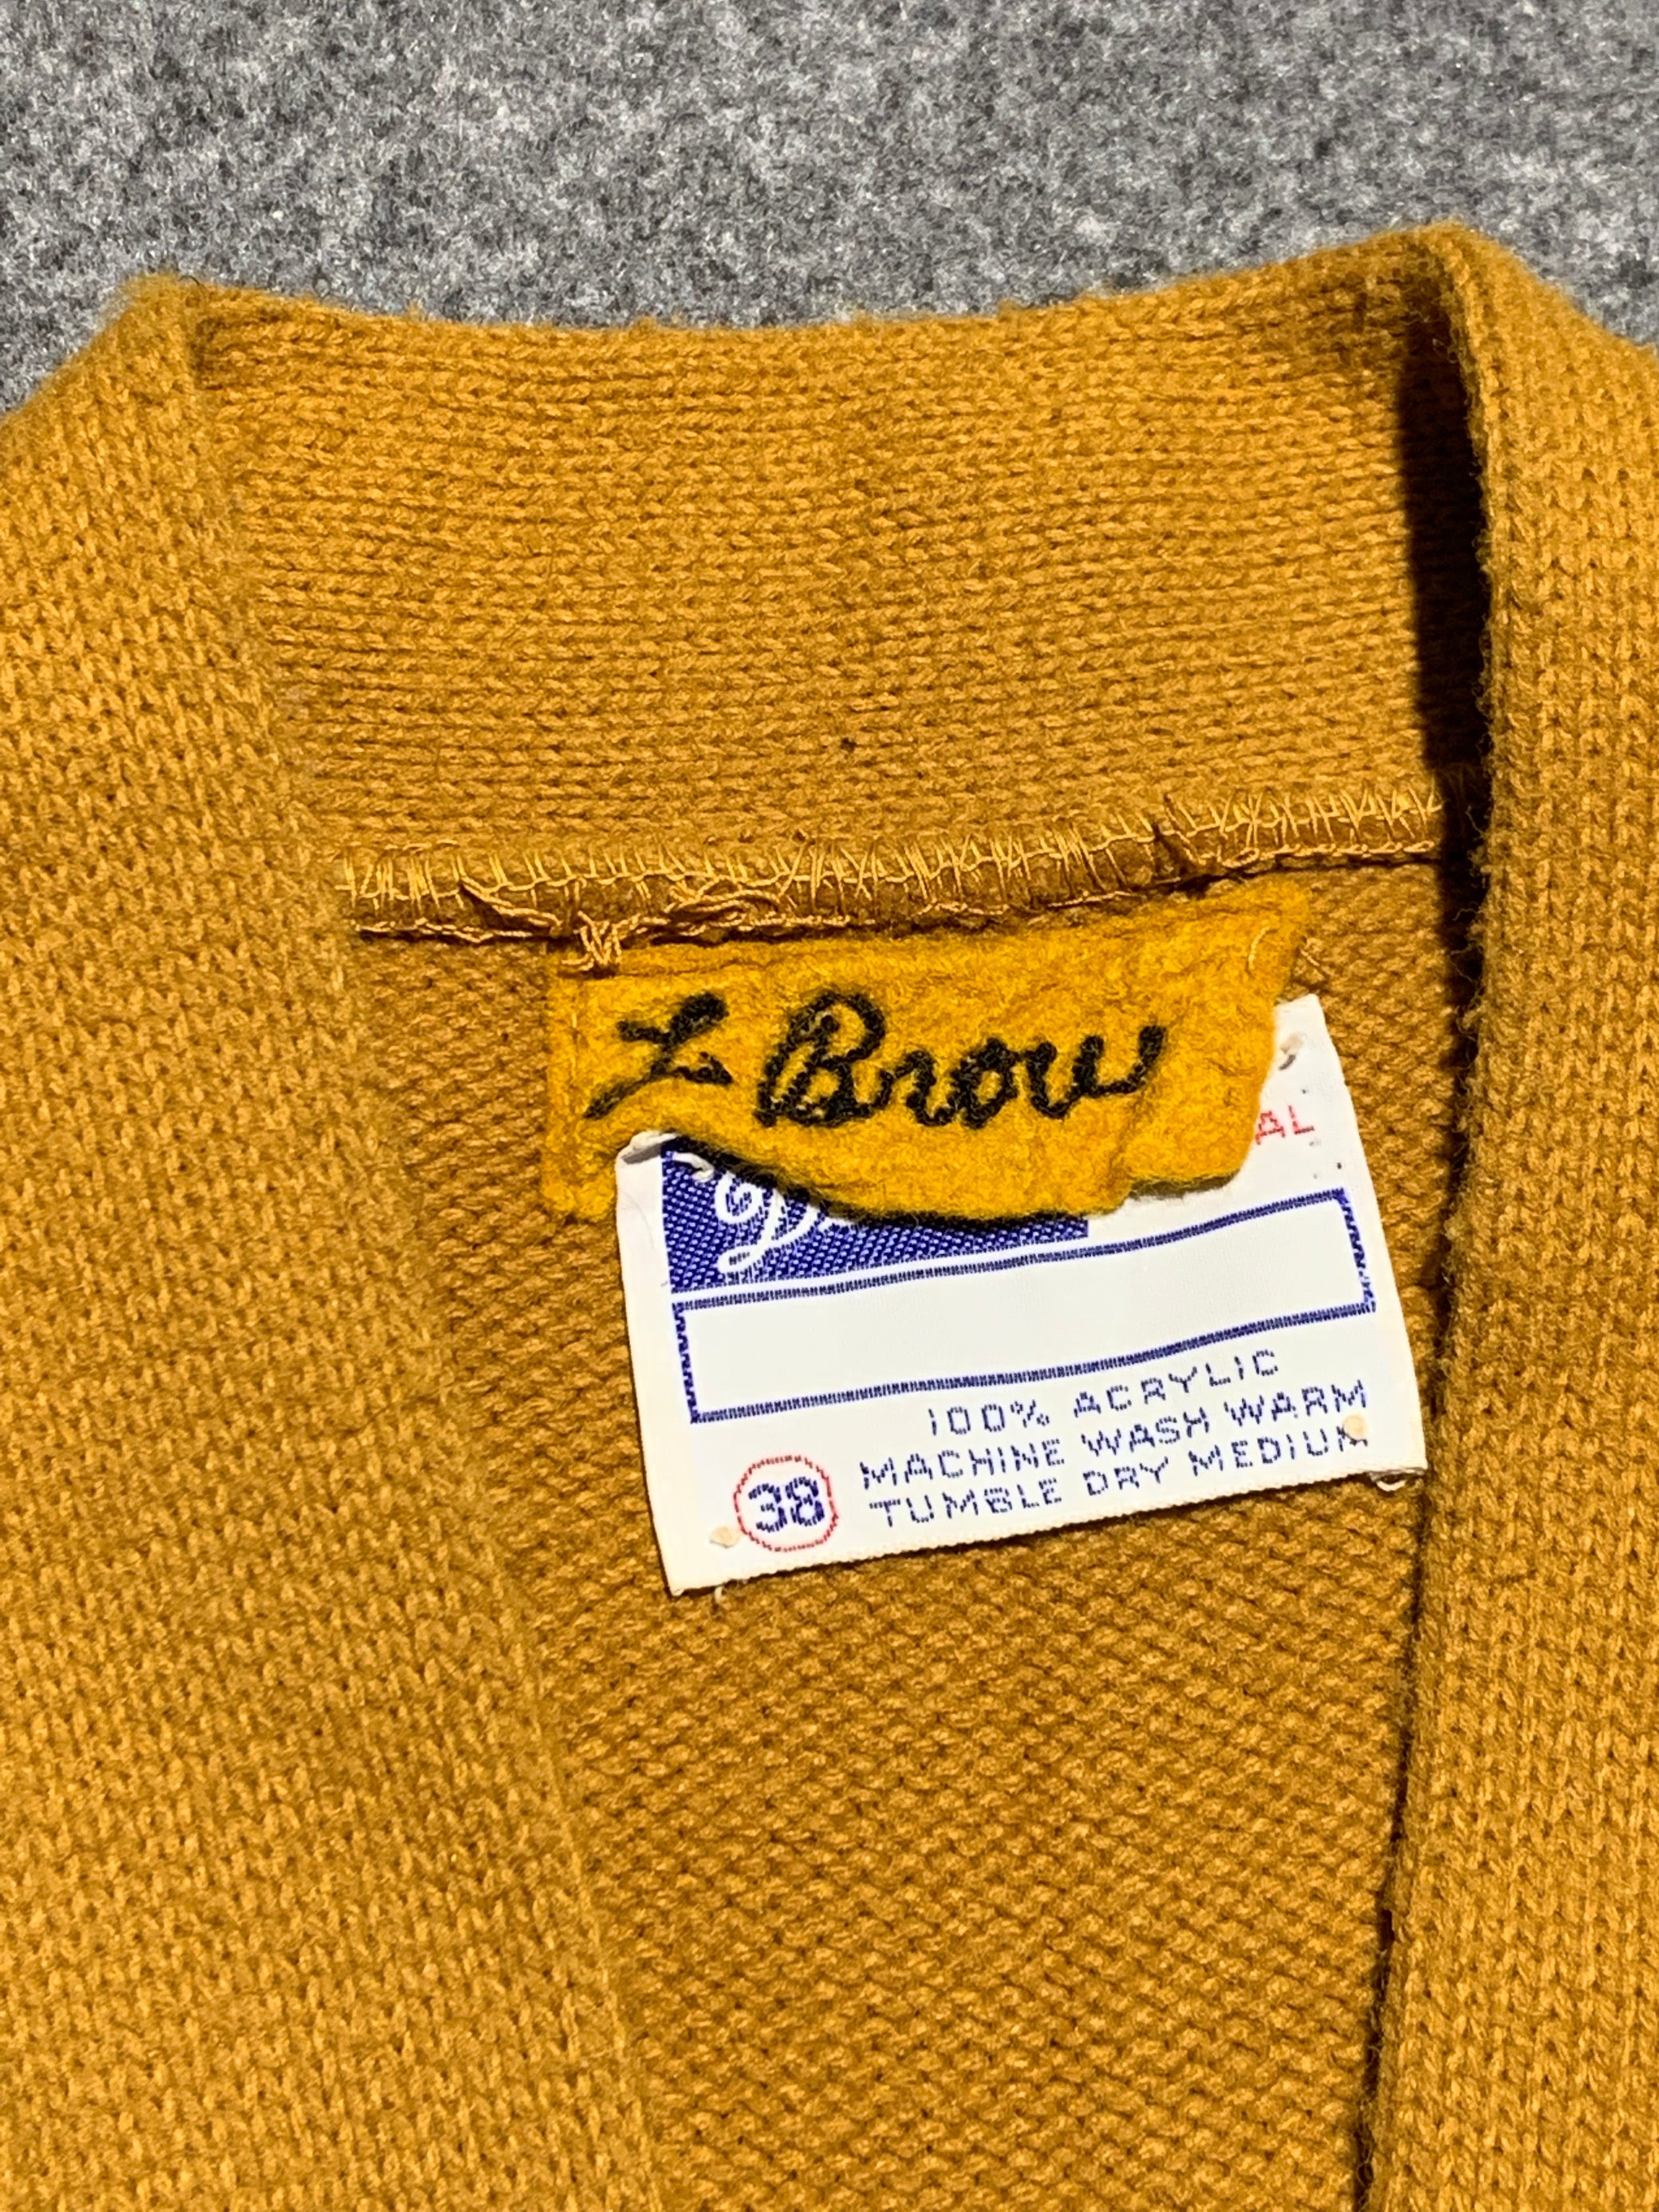 L Brow
AL
100% ACRYLIC
MACHINE WASH WARM
TUMBLE DRY MEDIUM
38